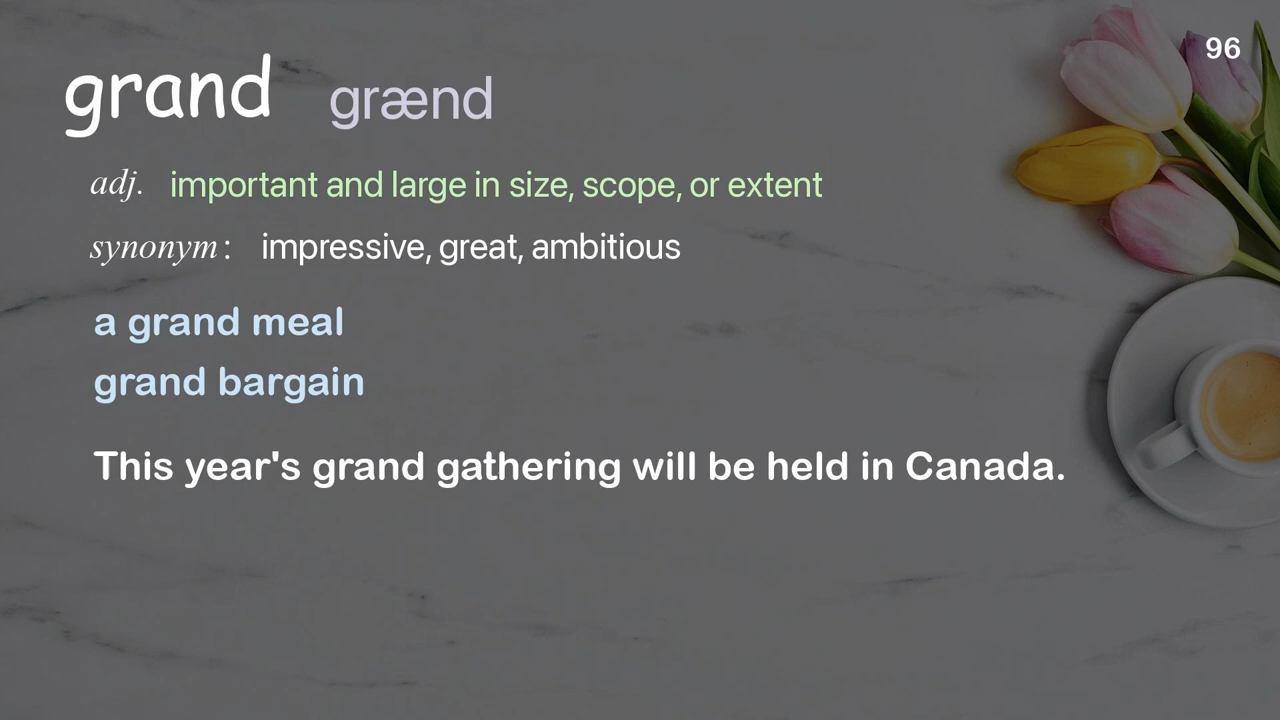 96
grand grænd
adj. important and large in size, scope, or extent
synonym: impressive, great, ambitious
a grand meal
grand bargain
This year's grand gathering will be held in Canada.